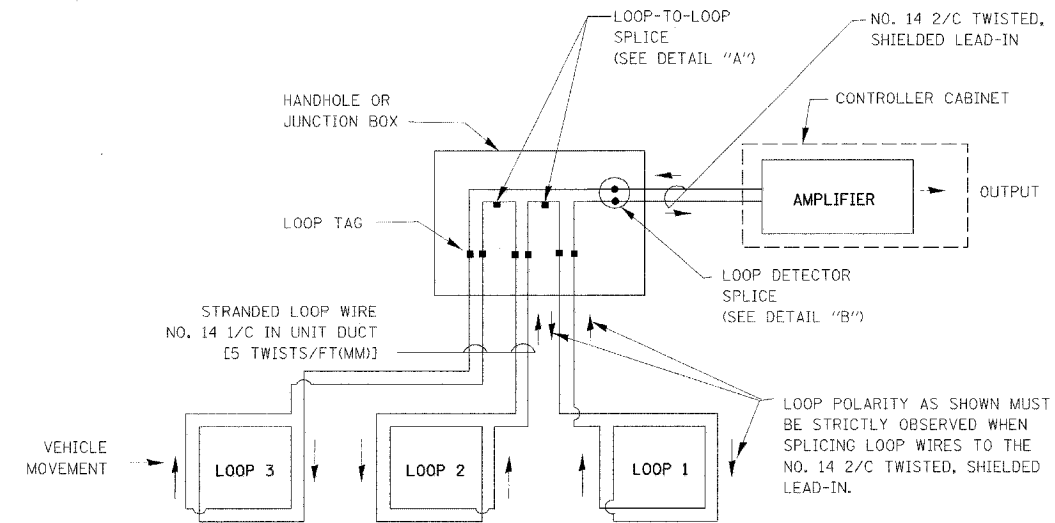 LOOP-TO-LOOP
SPLICE
(SEE DETAIL "A")
NO. 14 2/C TWISTED,
SHIELDED LEAD-IN
HANDHOLE OR
JUNCTION BOX
CONTROLLER CABINET
AMPLIFIER
OUTPUT
LOOP TAG
LOOP DETECTOR
SPLICE
(SEE DETAIL "B")
STRANDED LOOP WIRE
NO. 14 1/C IN UNIT DUCT
[5 TWISTS/FT(MM)]
LOOP POLARITY AS SHOWN MUST
BE STRICTLY OBSERVED WHEN
SPLICING LOOP WIRES TO THE
NO. 14 2/C TWISTED, SHIELDED
LEAD-IN.
VEHICLE
MOVEMENT
LOOP 3
LOOP 2
LOOP 1